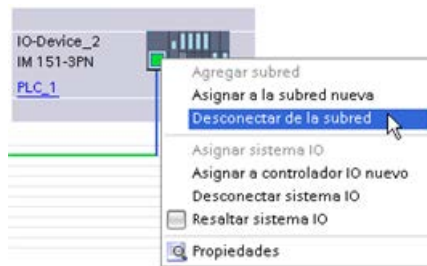 IO-Device_2
IM 151-3PN
PLC_1
Agregar subred
Asignar a la subred nueva
Desconectar de la subred
Asignar sistema IO
Asignar a controlador IO nuevo
Desconectar sistema IO
Resaltar sistema IO
Propiedades